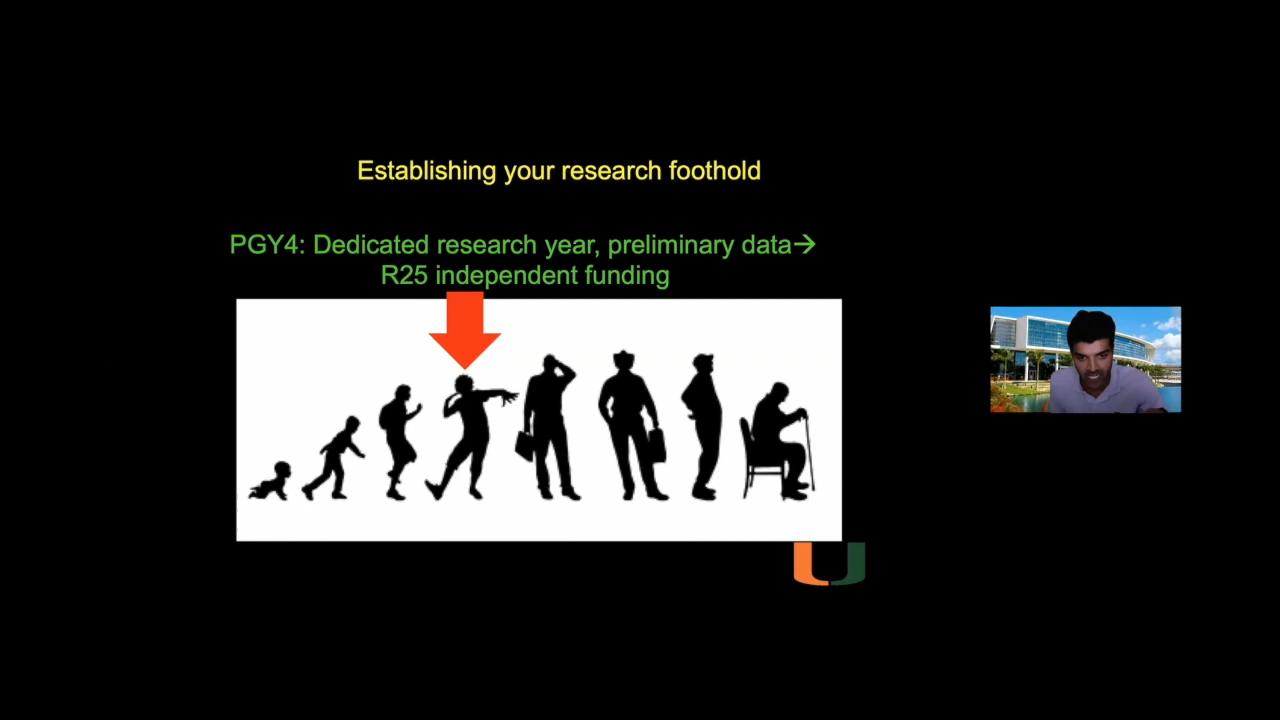 Establishing your research foothold
PGY4: Dedicated research year, preliminary data→
R25 independent funding
U